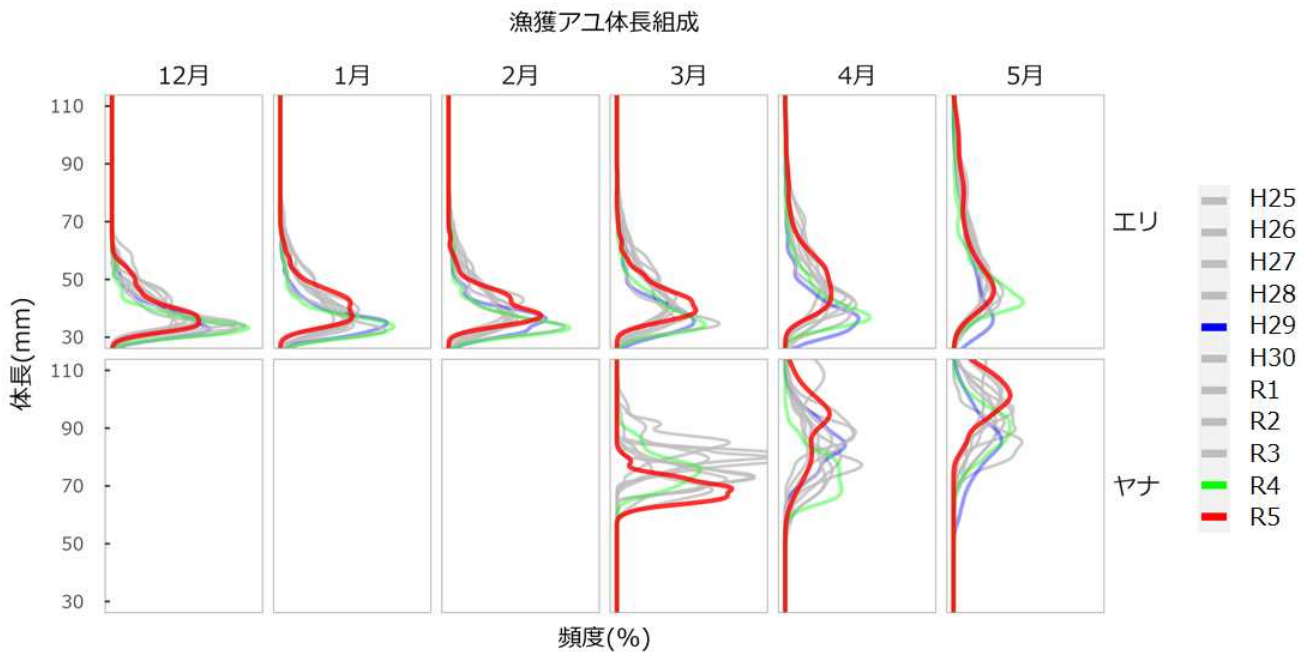 漁獲アユ体長組成
12月 1月 2月 3月 4月 5月
110
90
70
50
30
エリ
110
90
70
50
30
ヤナ
体長(mm)
頻度(%)
H25
H26
H27
H28
H29
H30
R1
R2
R3
R4
R5